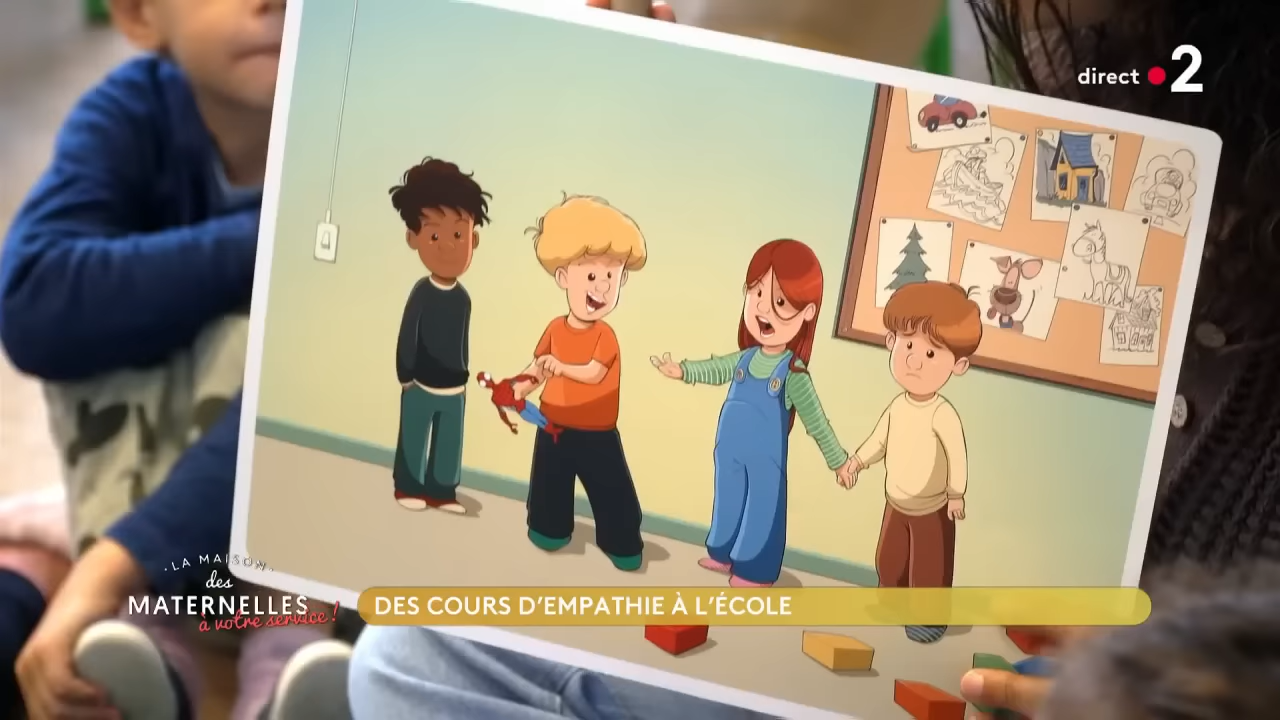 direct 2
· LA MAISON ·
des
MATERNELLES
à votre service !
DES COURS D'EMPATHIE À L'ÉCOLE